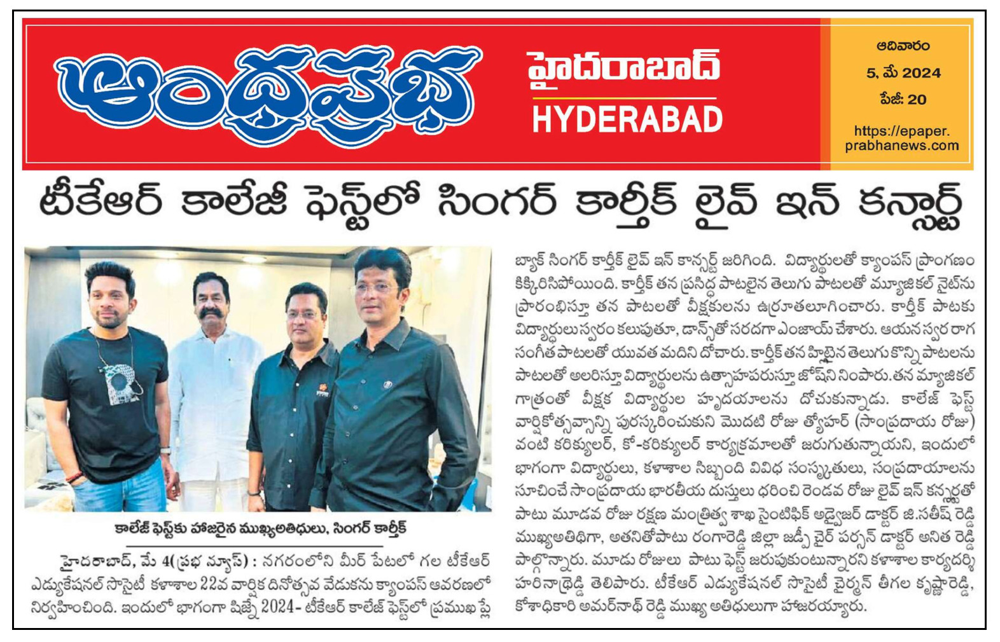 ఆంధ్రప్రభ
హైదరాబాద్
HYDERABAD
ఆదివారం
5, మే 2024
పేజీ: 20
https://epaper.
prabhanews.com
టీకేఆర్ కాలేజీ ఫెస్ట్‌లో సింగర్ కార్తీక్ లైవ్ ఇన్ కన్సార్ట్
కాలేజ్ ఫెస్ట్‌కు హాజరైన ముఖ్యఅతిధులు, సింగర్ కార్తీక్
హైదరాబాద్, మే 4(ప్రభ న్యూస్) : నగరంలోని మీర్ పేటలో గల టీకేఆర్
ఎడ్యుకేషనల్ సొసైటీ కళాశాల 22వ వార్షిక దినోత్సవ వేడుకను క్యాంపస్ ఆవరణలో
నిర్వహించింది. ఇందులో భాగంగా షిజ్నే 2024- టీకేఆర్ కాలేజ్ ఫెస్ట్‌లో ప్రముఖ ప్లే
బ్యాక్ సింగర్ కార్తీక్ లైవ్ ఇన్ కాన్సర్ట్ జరిగింది. విద్యార్థులతో క్యాంపస్ ప్రాంగణం
కిక్కిరిసిపోయింది. కార్తీక్ తన ప్రసిద్ధ పాటలైన తెలుగు పాటలతో మ్యూజికల్ నైట్‌ను
ప్రారంభిస్తూ తన పాటలతో వీక్షకులను ఉర్రూతలూగించారు. కార్తీక్ పాటకు
విద్యార్ధులు స్వరం కలుపుతూ, డాన్స్‌తో సరదగా ఎంజాయ్ చేశారు. ఆయన స్వర రాగ
సంగీత పాటలతో యువత మదిని దోచారు. కార్తీక్ తన హిట్లైన తెలుగు కొన్ని పాటలను
పాటలతో అలరిస్తూ విద్యార్థులను ఉత్సాహపరుస్తూ జోష్‌ని నింపారు.తన మ్యాజికల్
గాత్రంతో వీక్షక విద్యార్థుల హృదయాలను దోచుకున్నాడు. కాలేజ్ ఫెస్ట్
వార్షికోత్సవాన్ని పురస్కరించుకుని మొదటి రోజు త్యోహర్ (సాంప్రదాయ రోజు)
వంటి కరిక్యులర్, కో-కరిక్యులర్ కార్యక్రమాలతో జరుగుతున్నాయని, ఇందులో
భాగంగా విద్యార్థులు, కళాశాల సిబ్బంది వివిధ సంస్కృతులు, సంప్రదాయాలను
సూచించే సాంప్రదాయ భారతీయ దుస్తులు ధరించి రెండవ రోజు లైవ్ ఇన్ కన్సర్ట్‌తో
పాటు మూడవ రోజు రక్షణ మంత్రిత్వ శాఖ సైంటిఫిక్ అడ్వైజర్ డాక్టర్ జి.సతీష్ రెడ్డి
ముఖ్యఅతిథిగా, అతనితోపాటు రంగారెడ్డి జిల్లా జడ్పీ చైర్ పర్సన్ డాక్టర్ అనిత రెడ్డి
పాల్గొన్నారు. మూడు రోజులు పాటు ఫెస్ట్ జరుపుకుంటున్నారని కళాశాల కార్యదర్శి
హరినాథ్రెడ్డి తెలిపారు. టీకేఆర్ ఎడ్యుకేషనల్ సొసైటీ చైర్మన్ తీగల కృష్ణారెడ్డి,
కోశాధికారి అమర్‌నాథ్ రెడ్డి ముఖ్య అతిధులుగా హాజరయ్యారు.